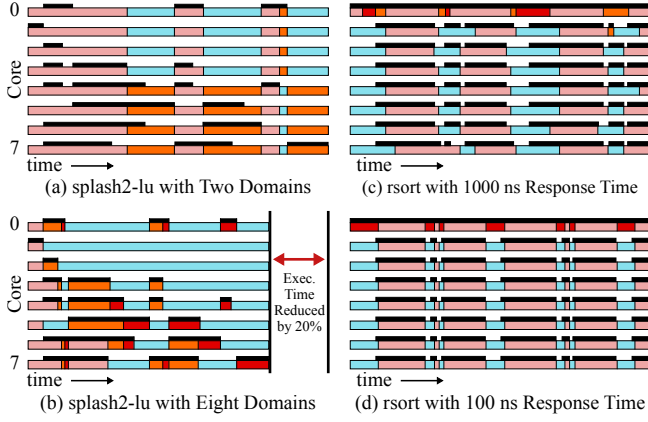 0
Core
7
time
(a) splash2-lu with Two Domains
(c) rsort with 1000 ns Response Time
0
Core
7
Exec.
Time
Reduced
by 20%
time
(b) splash2-lu with Eight Domains
time
(d) rsort with 100 ns Response Time
time